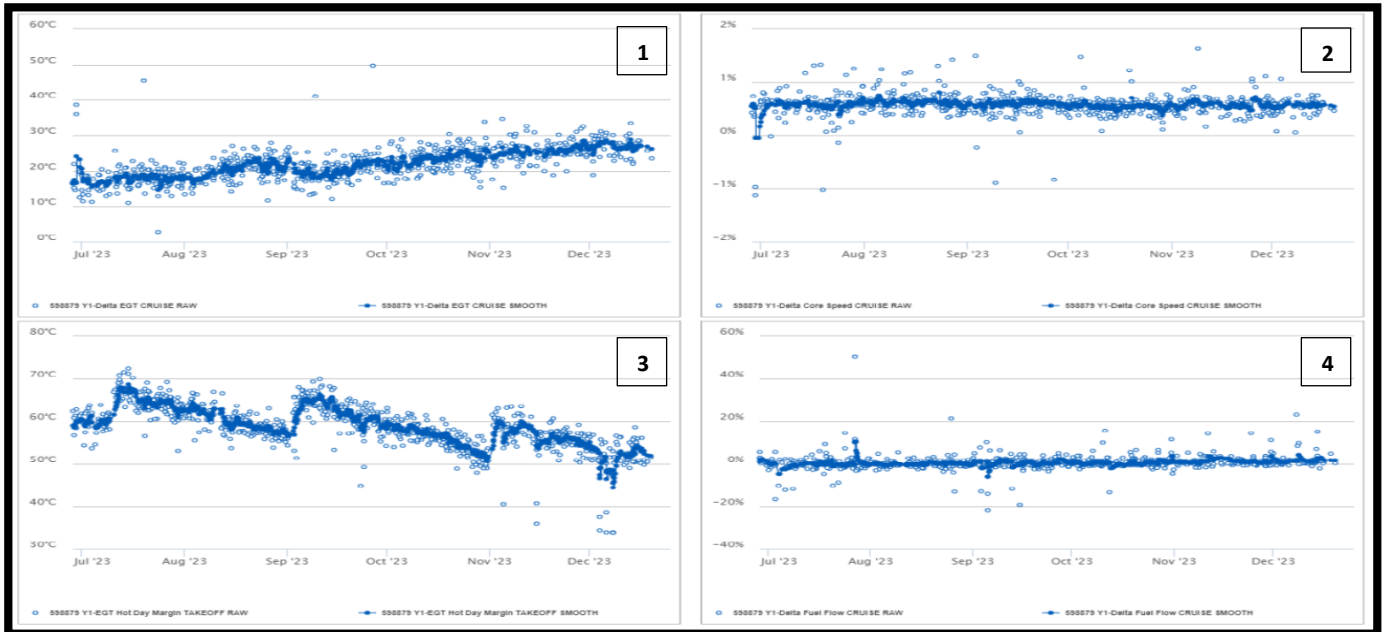 60°C
50°C
40°C
30°C
20°C
10°C
0°C
Jul '23 Aug '23 Sep '23 Oct '23 Nov '23 Dec '23
598879 Y1-Delta EGT CRUISE RAW 598879 Y1-Delta EGT CRUISE SMOOTH
1
2%
1%
0%
-1%
-2%
Jul '23 Aug '23 Sep '23 Oct '23 Nov '23 Dec '23
598879 Y1-Delta Core Speed CRUISE RAW 598879 Y1-Delta Core Speed CRUISE SMOOTH
2
80°C
70°C
60°C
50°C
40°C
30°C
Jul '23 Aug '23 Sep '23 Oct '23 Nov '23 Dec '23
598879 Y1-EGT Hot Day Margin TAKEOFF RAW 598879 Y1-EGT Hot Day Margin TAKEOFF SMOOTH
3
60%
40%
20%
0%
-20%
-40%
Jul '23 Aug '23 Sep '23 Oct '23 Nov '23 Dec '23
598879 Y1-Delta Fuel Flow CRUISE RAW 598879 Y1-Delta Fuel Flow CRUISE SMOOTH
4